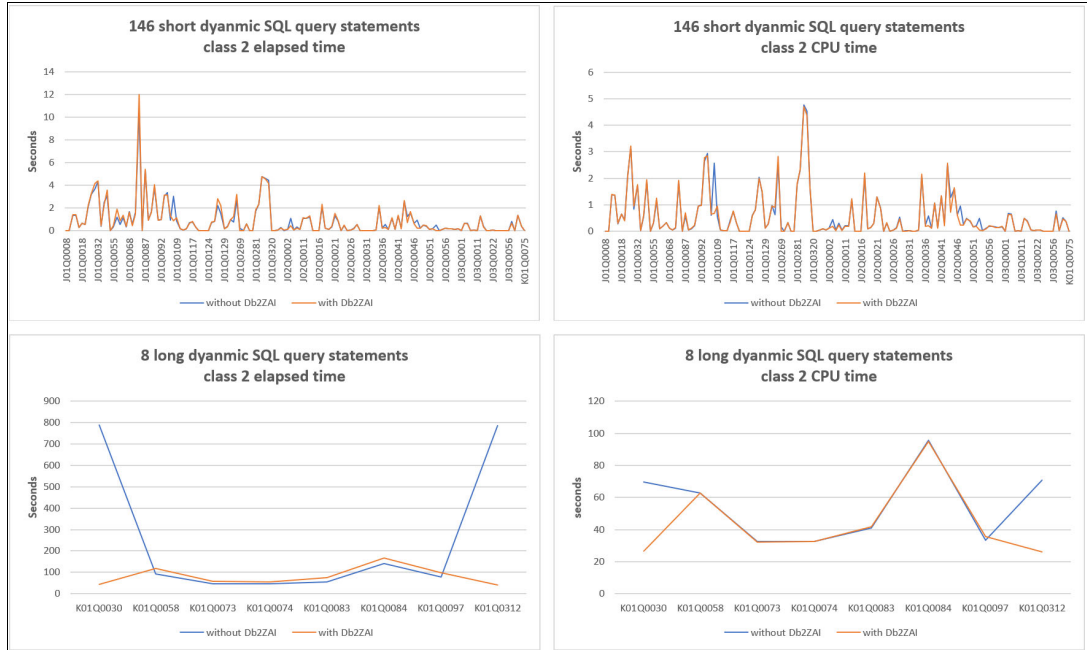 146 short dyanmic SQL query statements
class 2 elapsed time
Seconds
14
12
10
8
6
4
2
0
J01Q0008
J01Q0018
J01Q0032
J01Q0055
J01Q0068
J01Q0087
J01Q0092
J01Q0109
J01Q0117
J01Q0129
J01Q0269
J01Q0281
J01Q3320
J02Q0002
J02Q0011
J02Q0016
J02Q0021
J02Q0026
J02Q0031
J02Q0036
J02Q0041
J02Q0046
J02Q0051
J02Q0056
J03Q0001
J03Q0011
J03Q0022
J03Q0056
K01Q0075
without Db2ZAI
with Db2ZAI
146 short dyanmic SQL query statements
class 2 CPU time
Seconds
6
5
4
3
2
1
0
J01Q0008
J01Q0018
J01Q0032
J01Q0055
J01Q0068
J01Q0087
J01Q0092
J01Q0109
J01Q0117
J01Q0129
J01Q0269
J01Q0281
J01Q3320
J02Q0002
J02Q0011
J02Q0016
J02Q0021
J02Q0026
J02Q0031
J02Q0036
J02Q0041
J02Q0046
J02Q0051
J02Q0056
J03Q0001
J03Q0011
J03Q0022
J03Q0056
K01Q075
without Db2ZAI
with Db2ZAI
8 long dyanmic SQL query statements
class 2 elapsed time
Seconds
900
800
700
600
500
400
300
200
100
0
K01Q0030
K01Q0058
K01Q0073
K01Q0074
K01Q0083
K01Q0084
K01Q0097
K01Q0312
without Db2ZAI
with Db2ZAI
8 long dyanmic SQL query statements
class 2 CPU time
seconds
120
100
80
60
40
20
0
K01Q0030
K01Q0058
K01Q0073
K01Q0074
K01Q0083
K01Q0084
K01Q0097
K01Q0312
without Db2ZAI
with Db2ZAI